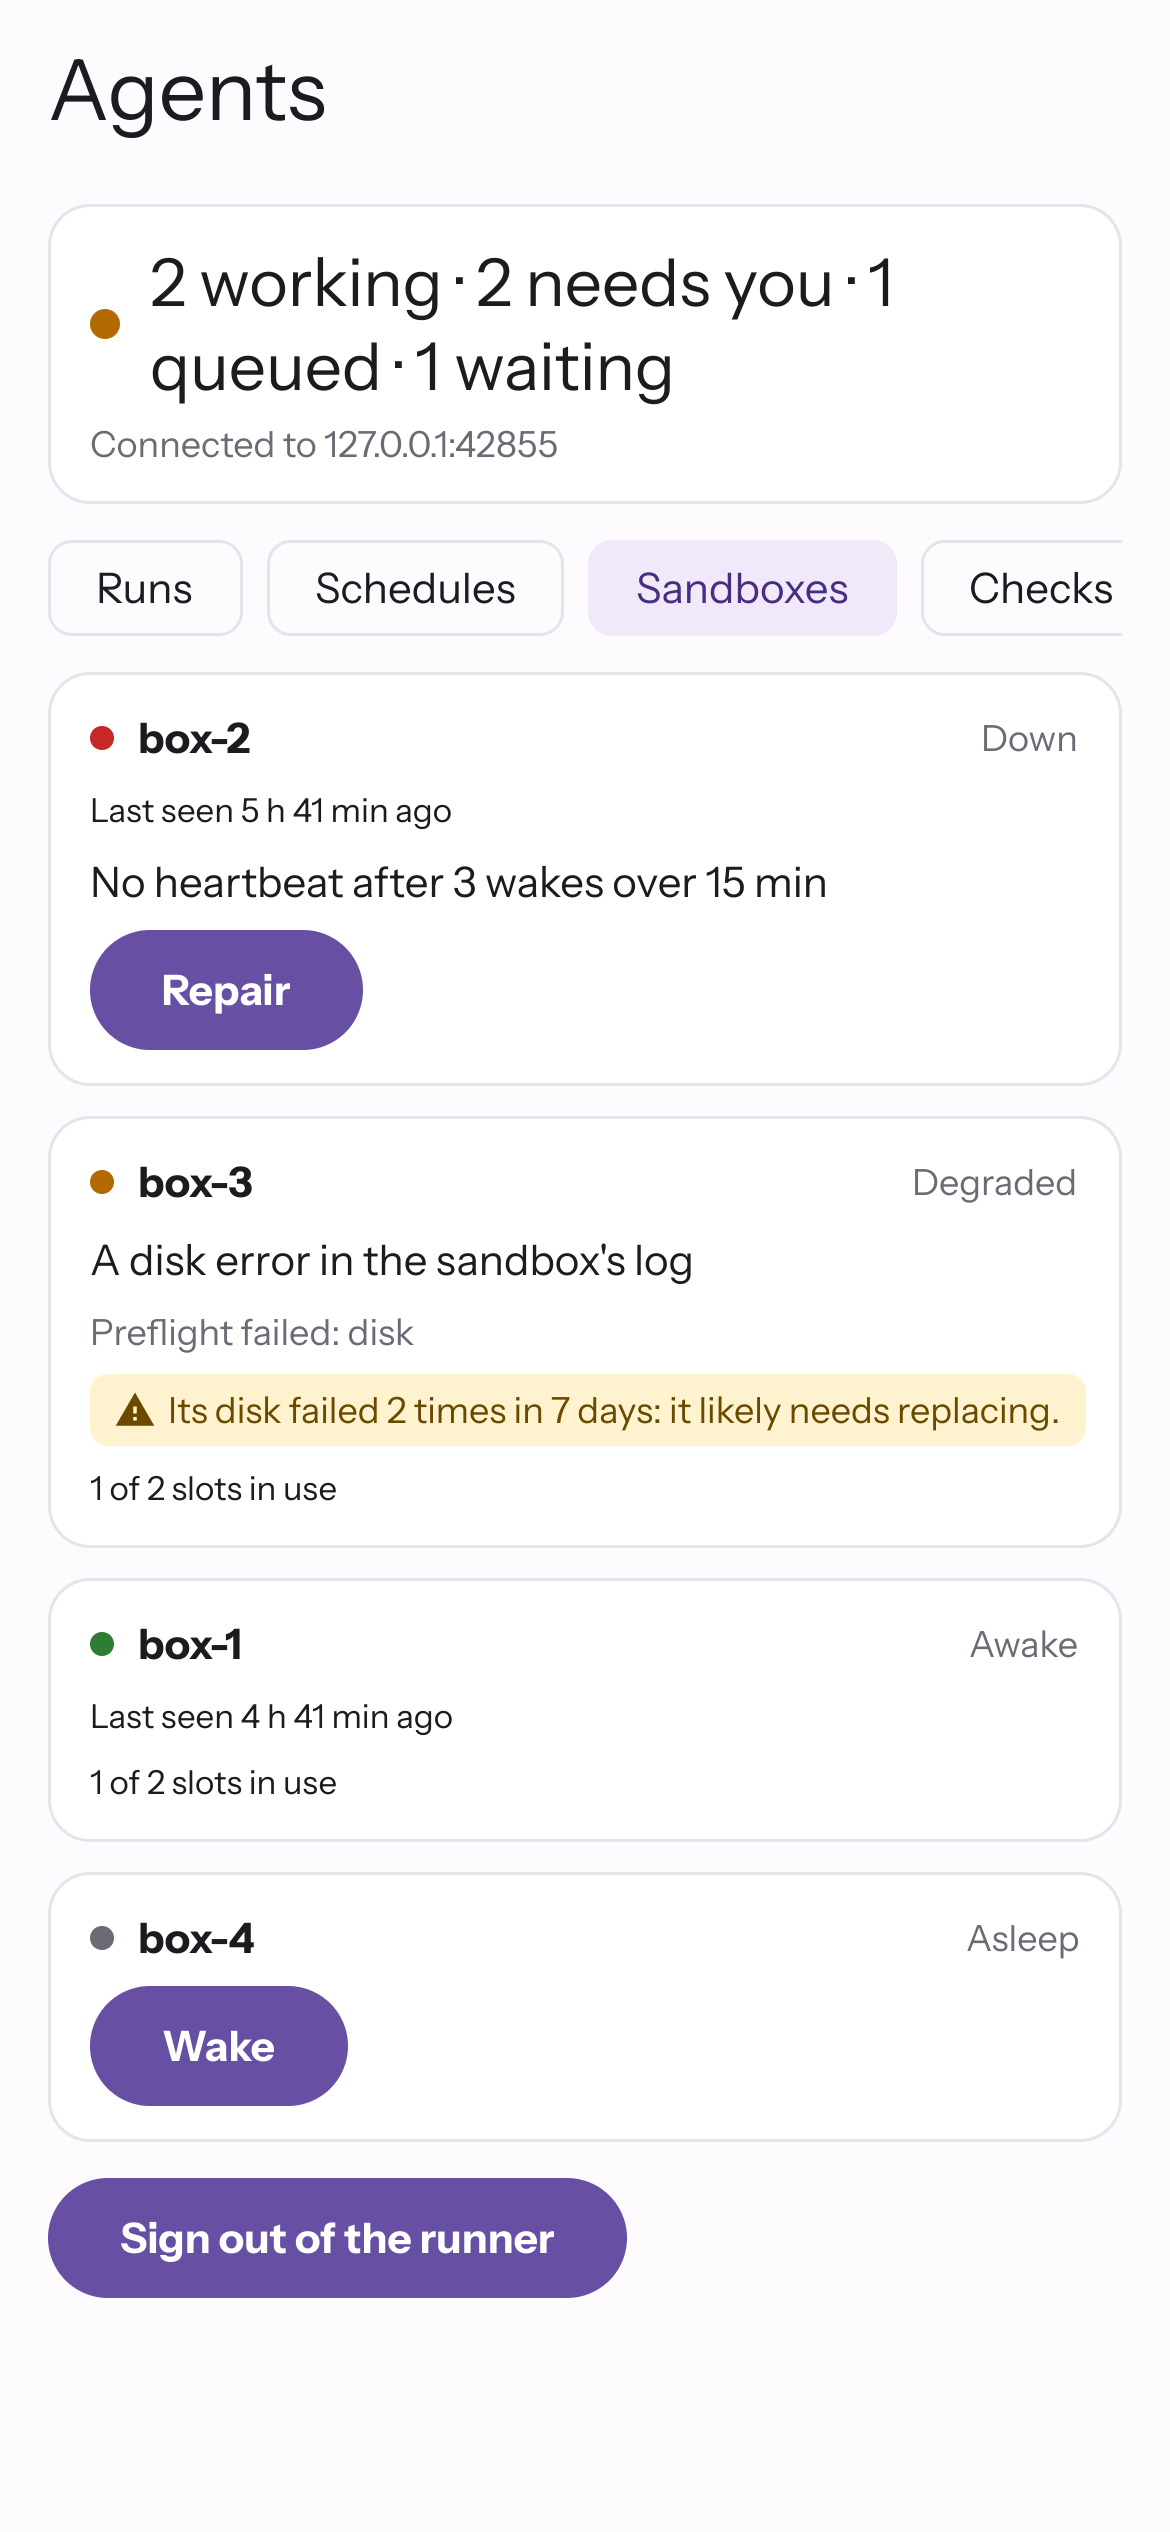 Agents
2 working · 2 needs you · 1
queued · 1 waiting
Connected to 127.0.0.1:42855
Runs
Schedules
Sandboxes
Checks
box-2
Down
Last seen 5 h 41 min ago
No heartbeat after 3 wakes over 15 min
Repair
box-3
Degraded
A disk error in the sandbox's log
Preflight failed: disk
Its disk failed 2 times in 7 days: it likely needs replacing.
1 of 2 slots in use
box-1
Awake
Last seen 4 h 41 min ago
1 of 2 slots in use
box-4
Asleep
Wake
Sign out of the runner